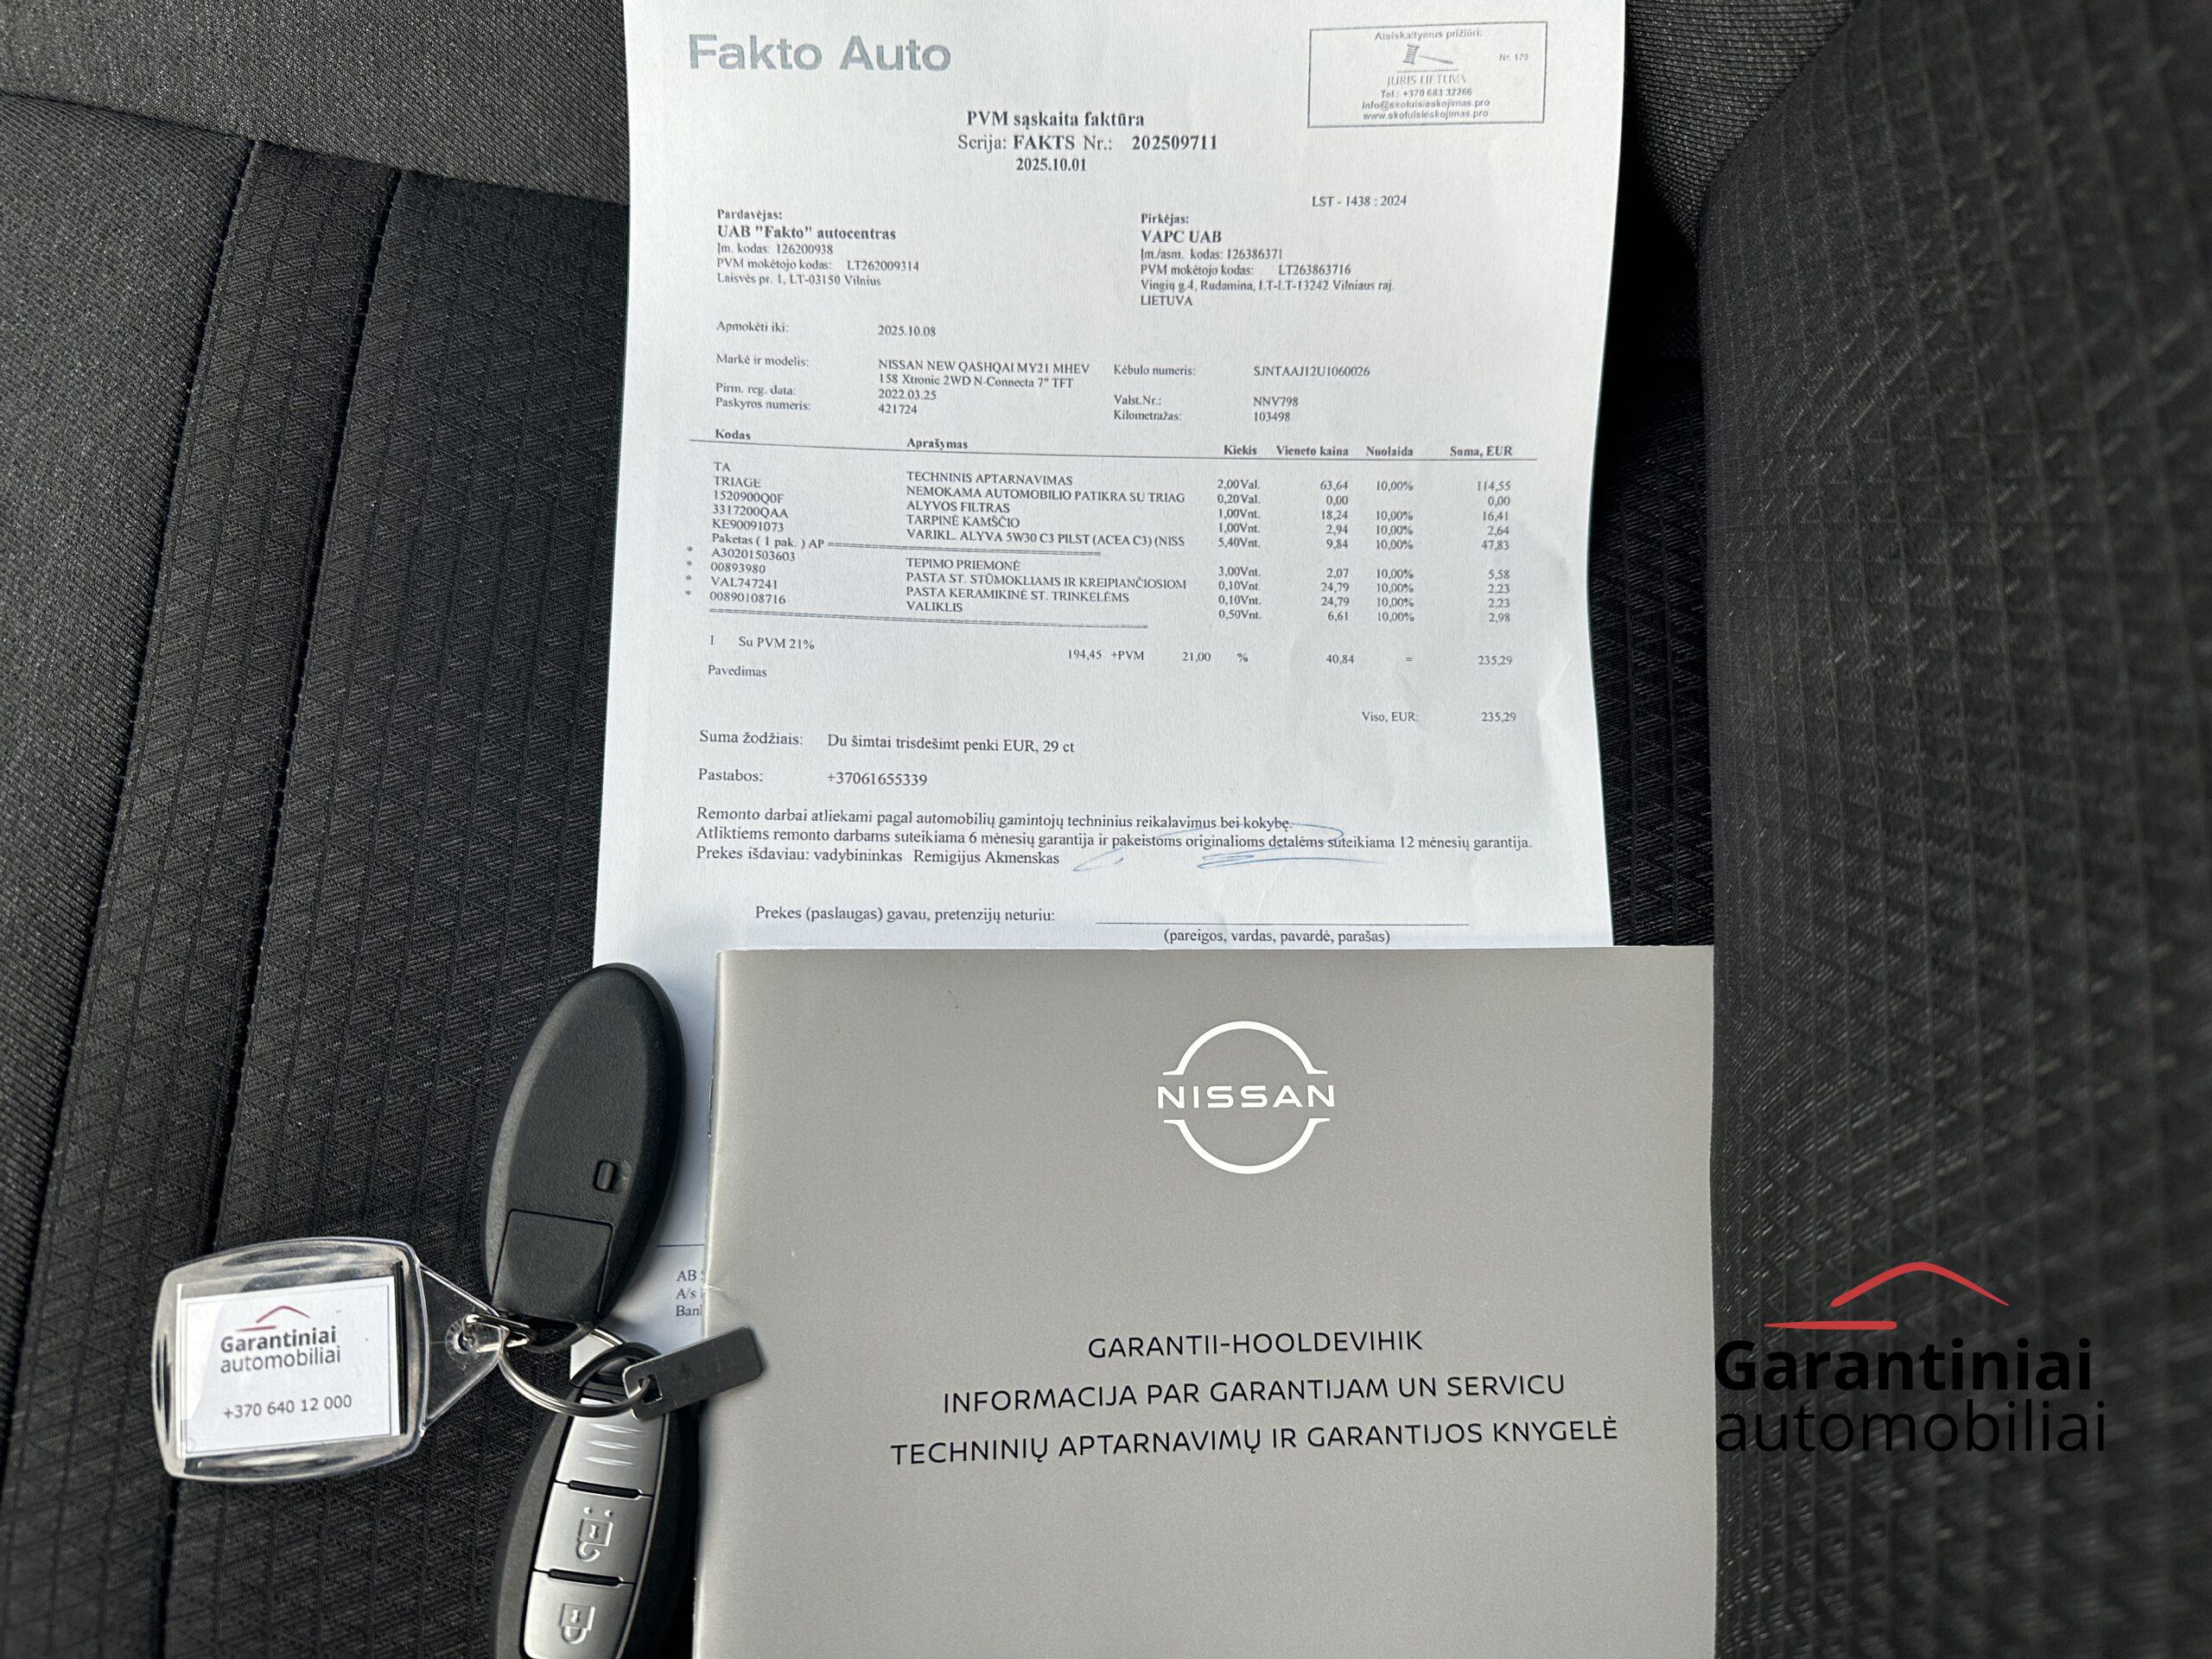 Fakto Auto
Atsiskaitymus prižiūri:
Nr. 170
JURIS LIETUVA
Tel.: +370 683 32266
info@skoluisieskojimas.pro
www.skoluisieskojimas.pro
PVM sąskaita faktūra
Serija: FAKTS Nr.: 202509711
2025.10.01
LST - 1438 : 2024
Pardavėjas:
UAB "Fakto" autocentras
Įm. kodas: 126200938
PVM mokėtojo kodas: LT262009314
Laisvės pr. 1, LT-03150 Vilnius
Pirkėjas:
VAPC UAB
Įm./asm. kodas: 126386371
PVM mokėtojo kodas: LT263863716
Vingių g.4, Rudamina, LT-LT-13242 Vilniaus raj.
LIETUVA
Apmokėti iki: 2025.10.08
Markė ir modelis: NISSAN NEW QASHQAI MY21 MHEV
158 Xtronic 2WD N-Connecta 7" TFT
Kėbulo numeris: SJNTAAJ12U1060026
Pirm. reg. data: 2022.03.25
Valst.Nr.: NNV798
Paskyros numeris: 421724
Kilometražas: 103498
Kodas Aprašymas Kiekis Vieneto kaina Nuolaida Suma, EUR
TA TECHNINIS APTARNAVIMAS 2,00Val. 63,64 10,00% 114,55
TRIAGE NEMOKAMA AUTOMOBILIO PATIKRA SU TRIAG 0,20Val. 0,00 0,00
1520900Q0F ALYVOS FILTRAS 1,00Vnt. 18,24 10,00% 16,41
3317200QAA TARPINĖ KAMŠČIO 1,00Vnt. 2,94 10,00% 2,64
KE90091073 VARIKL. ALYVA 5W30 C3 PILST (ACEA C3) (NISS 5,40Vnt. 9,84 10,00% 47,83
Paketas ( 1 pak. ) AP
* A30201503603 TEPIMO PRIEMONĖ 3,00Vnt. 2,07 10,00% 5,58
* 00893980 PASTA ST. STŪMOKLIAMS IR KREIPIANČIOSIOM 0,10Vnt. 24,79 10,00% 2,23
* VAL747241 PASTA KERAMIKINĖ ST. TRINKELĖMS 0,10Vnt. 24,79 10,00% 2,23
* 00890108716 VALIKLIS 0,50Vnt. 6,61 10,00% 2,98
I Su PVM 21% 194,45 +PVM 21,00 % 40,84 = 235,29
Pavedimas
Viso, EUR: 235,29
Suma žodžiais: Du šimtai trisdešimt penki EUR, 29 ct
Pastabos: +37061655339
Remonto darbai atliekami pagal automobilių gamintojų techninius reikalavimus bei kokybę.
Atliktiems remonto darbams suteikiama 6 mėnesių garantija ir pakeistoms originalioms detalėms suteikiama 12 mėnesių garantija.
Prekes išdaviau: vadybininkas Remigijus Akmenskas
Prekes (paslaugas) gavau, pretenzijų neturiu:
(pareigos, vardas, pavardė, parašas)
AB
A/s
Ban
NISSAN
GARANTII-HOOLDEVIHIK
INFORMACIJA PAR GARANTIJAM UN SERVICU
TECHNINIŲ APTARNAVIMŲ IR GARANTIJOS KNYGELĖ
Garantiniai
automobiliai
+370 640 12 000
Garantiniai
automobiliai